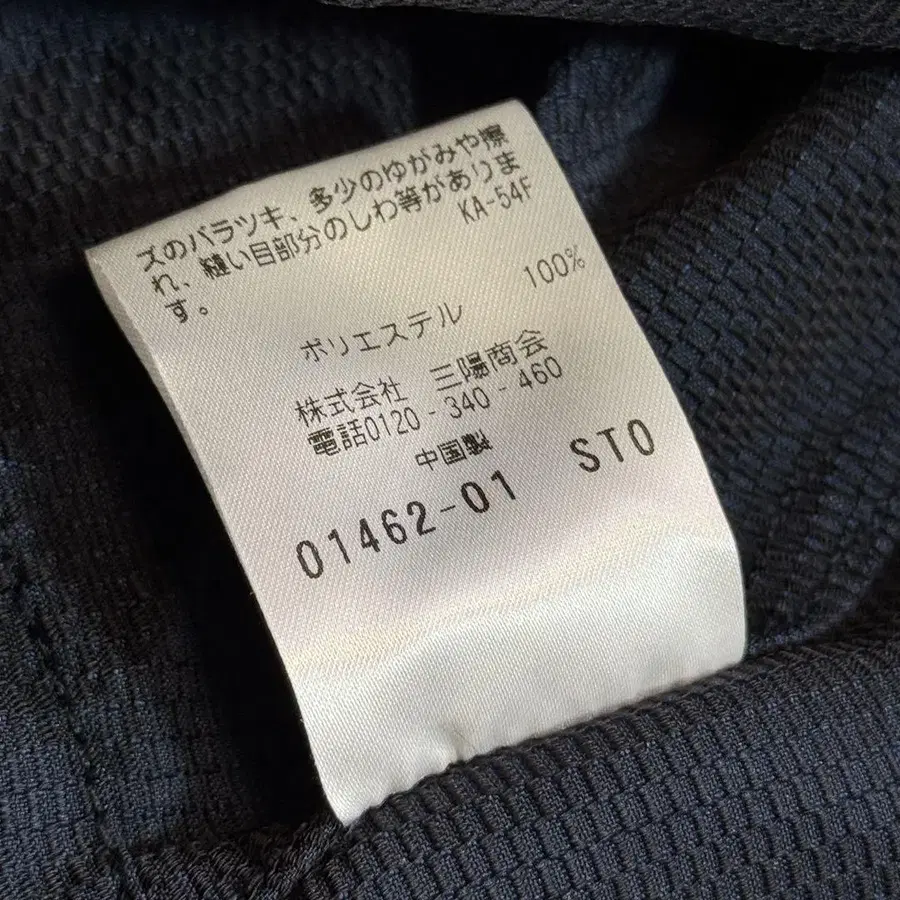 ズのバラツキ、多少のゆがみや擦
れ、縫い目部分のしわ等がありま
す。
KA-54F
ポリエステル 100%
株式会社 三陽商会
電話0120-340-460
中国製
01462-01 STO